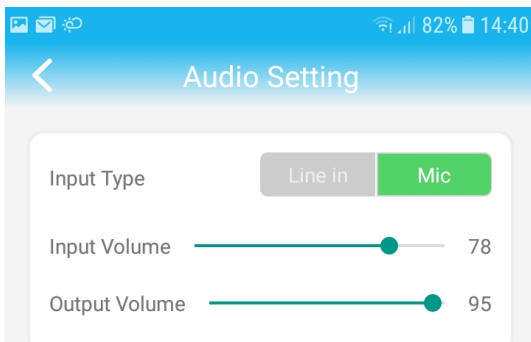 82% 14:40
Audio Setting
Input Type Line in Mic
Input Volume 78
Output Volume 95